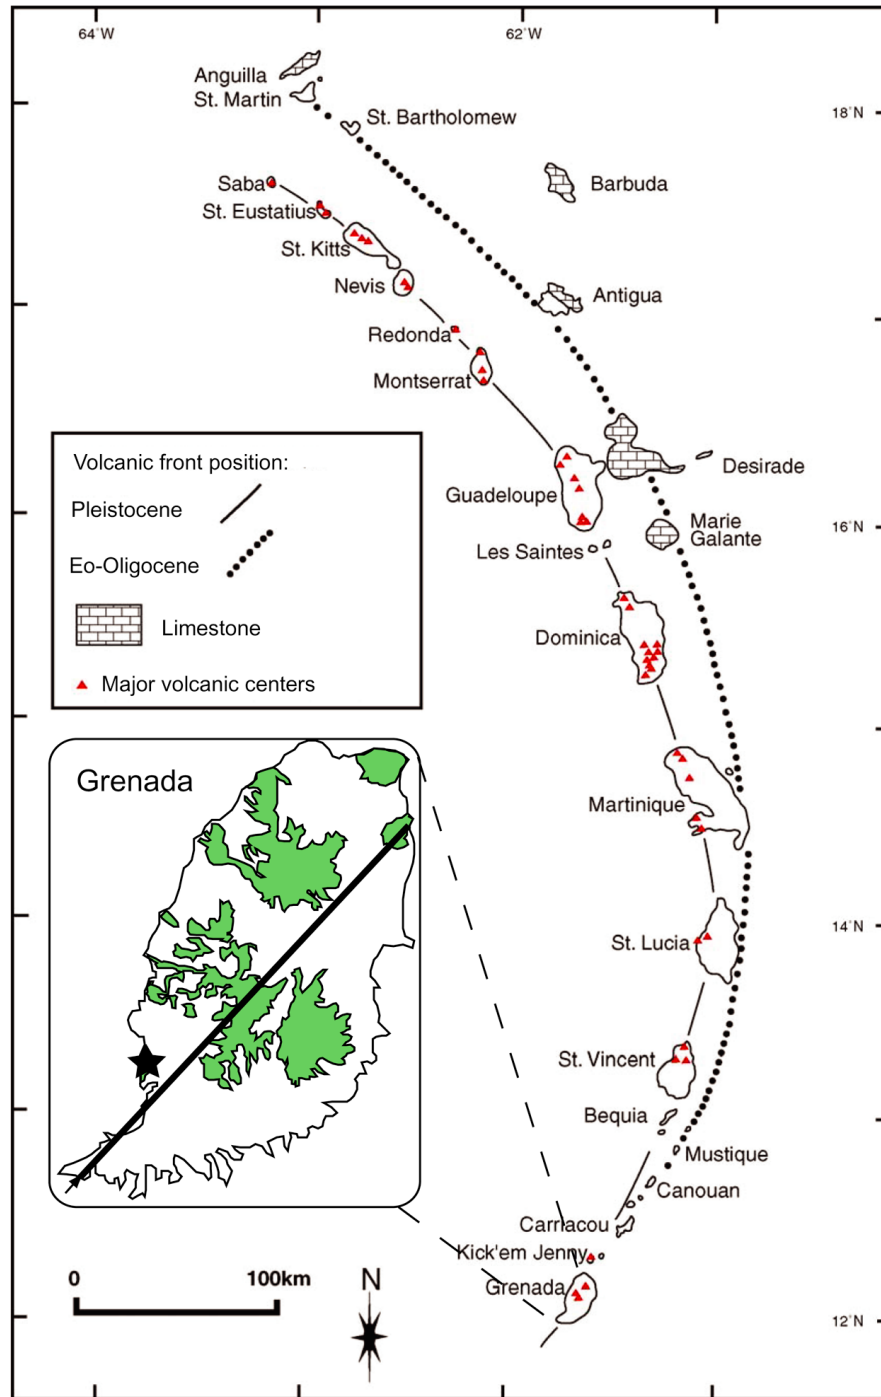 64°W
62°W
Anguilla
St. Martin
St. Bartholomew
18°N
Saba
Barbuda
St. Eustatius
St. Kitts
Nevis
Antigua
Redonda
Montserrat
Volcanic front position:
Pleistocene
Eo-Oligocene
Limestone
Major volcanic centers
Desirade
Guadeloupe
Marie
Galante
16°N
Les Saintes
Dominica
Grenada
Martinique
St. Lucia
14°N
St. Vincent
Bequia
Mustique
Canouan
Carriacou
Kick'em Jenny
Grenada
0
100km
N
12°N